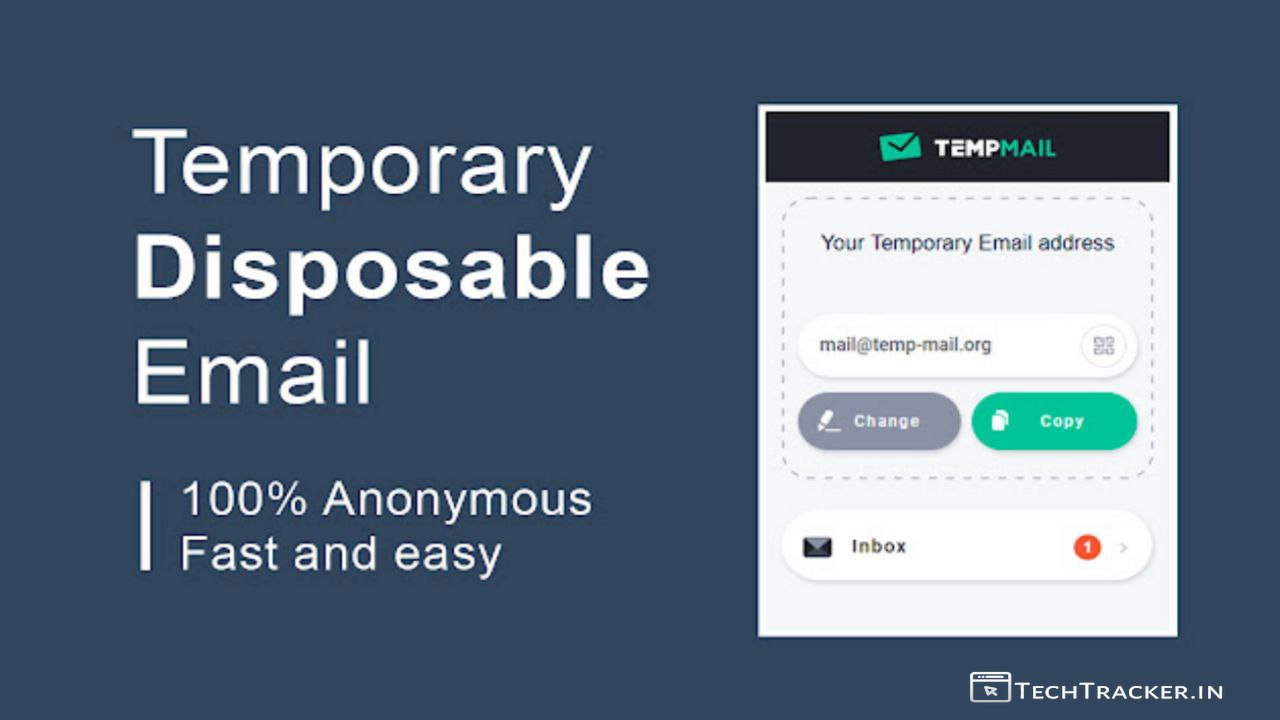 Temporary
Disposable
Email
100% Anonymous
Fast and easy
TEMPMAIL
Your Temporary Email address
mail@temp-mail.org
Change
Copy
Inbox
1
TECHTRACKER.IN